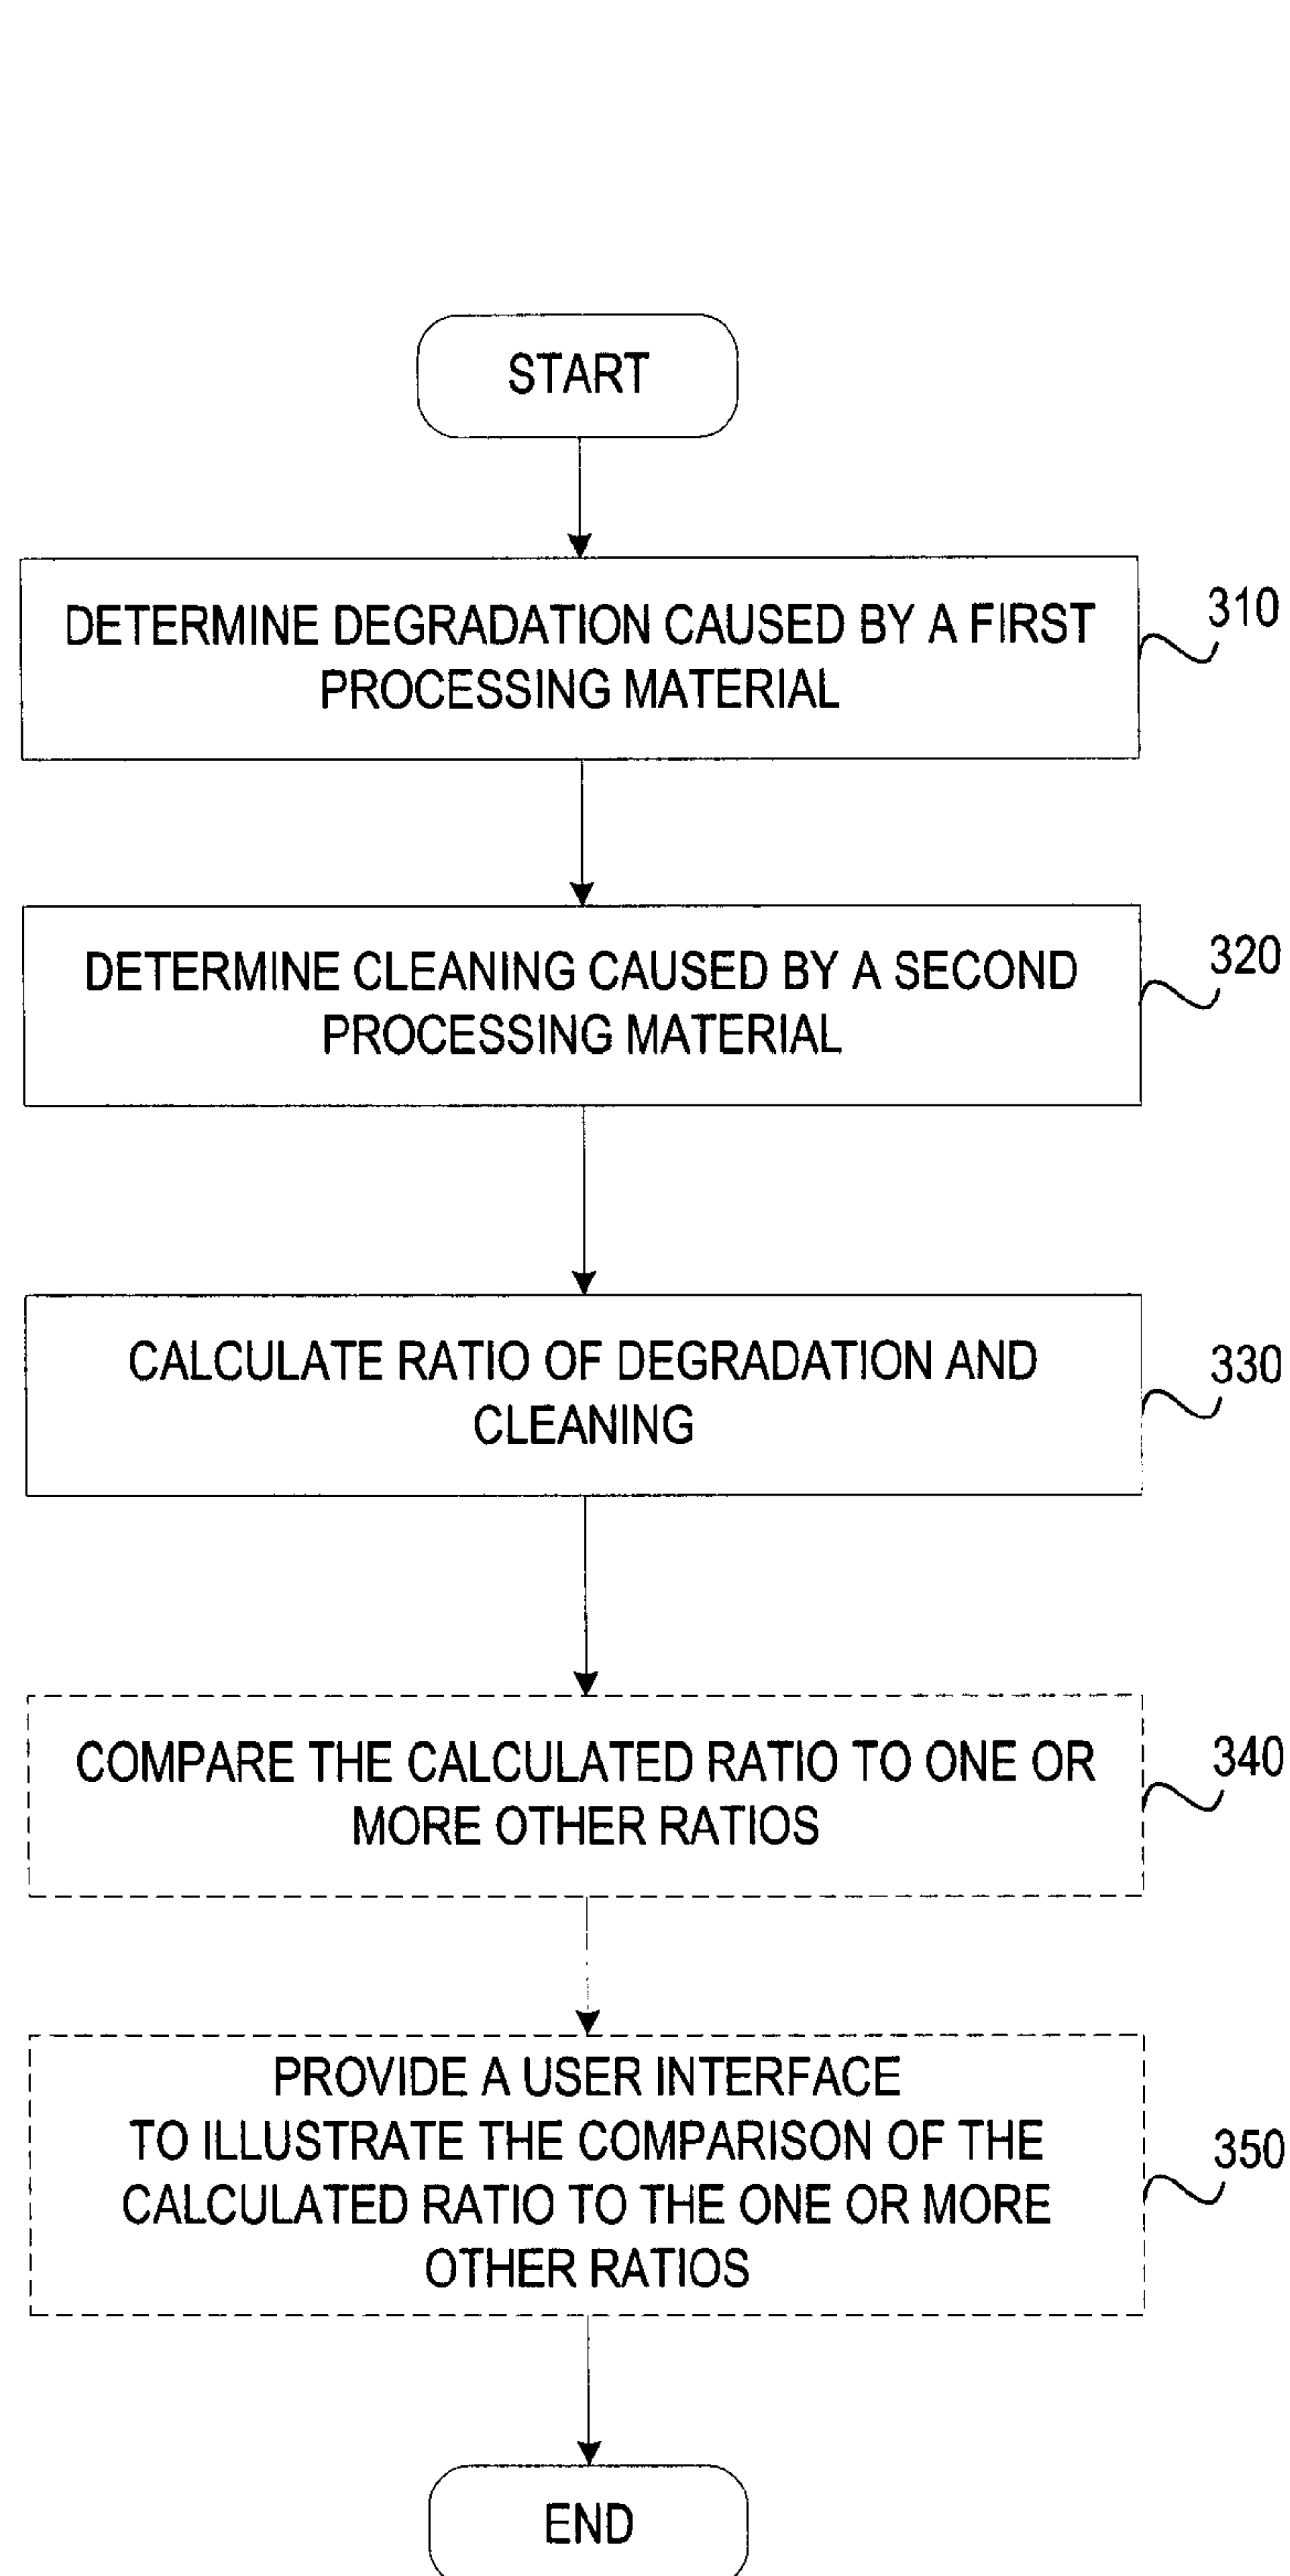 START
DETERMINE DEGRADATION CAUSED BY A FIRST
PROCESSING MATERIAL
310
DETERMINE CLEANING CAUSED BY A SECOND
PROCESSING MATERIAL
320
CALCULATE RATIO OF DEGRADATION AND
CLEANING
330
COMPARE THE CALCULATED RATIO TO ONE OR
MORE OTHER RATIOS
340
PROVIDE A USER INTERFACE
TO ILLUSTRATE THE COMPARISON OF THE
CALCULATED RATIO TO THE ONE OR MORE
OTHER RATIOS
350
END